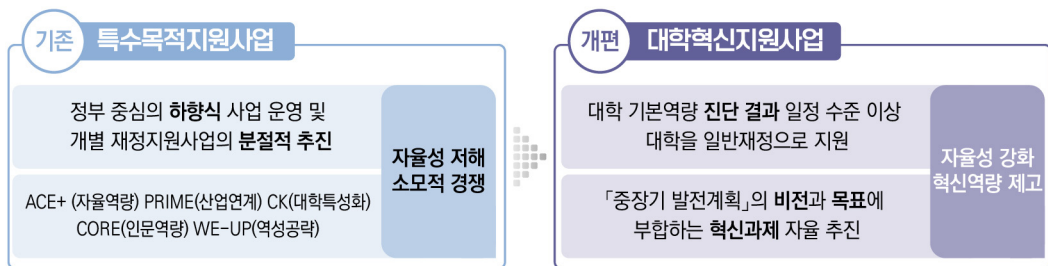 기존 특수목적지원사업
정부 중심의 하향식 사업 운영 및
개별 재정지원사업의 분절적 추진
ACE+ (자율역량) PRIME(산업연계) CK(대학특성화)
CORE(인문역량) WE-UP(역성공략)
자율성 저해
소모적 경쟁
개편 대학혁신지원사업
대학 기본역량 진단 결과 일정 수준 이상
대학을 일반재정으로 지원
「중장기 발전계획」의 비전과 목표에
부합하는 혁신과제 자율 추진
자율성 강화
혁신역량 제고